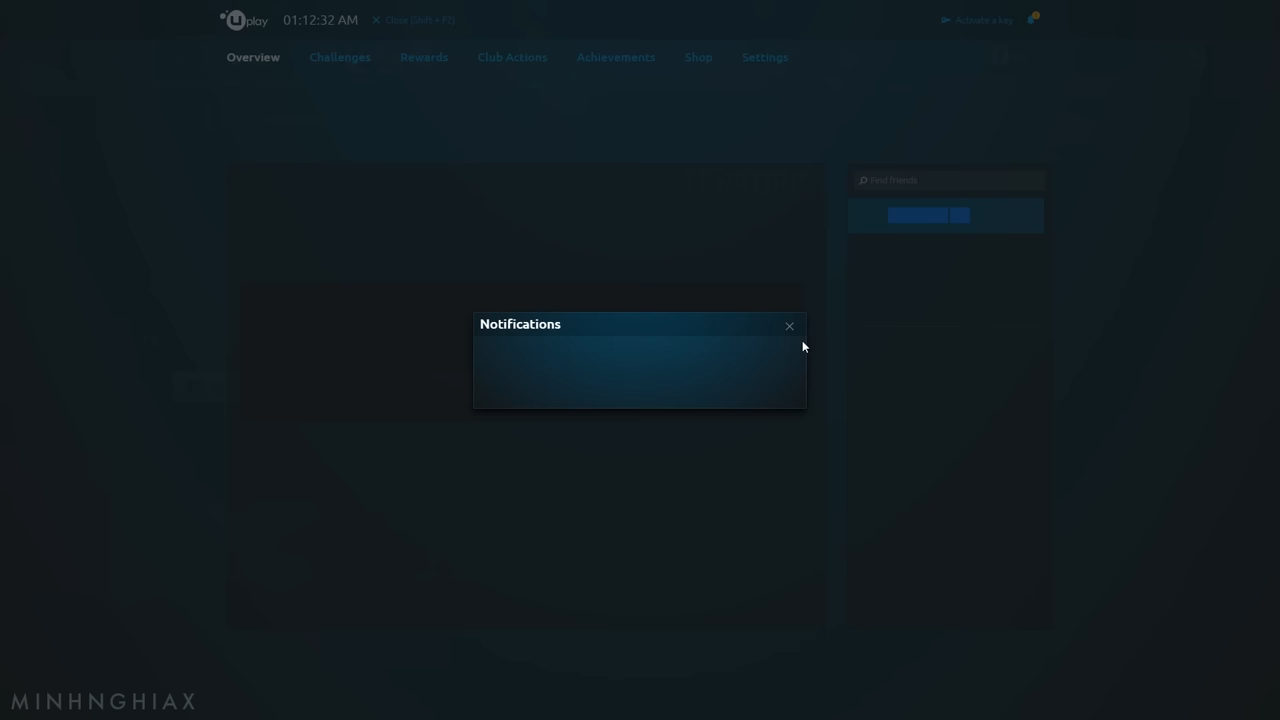 Uplay 01:12:32 AM Close (Shift + F2) Activate a key
Overview Challenges Rewards Club Actions Achievements Shop Settings
Find friends
Notifications
MINHNGHIAX